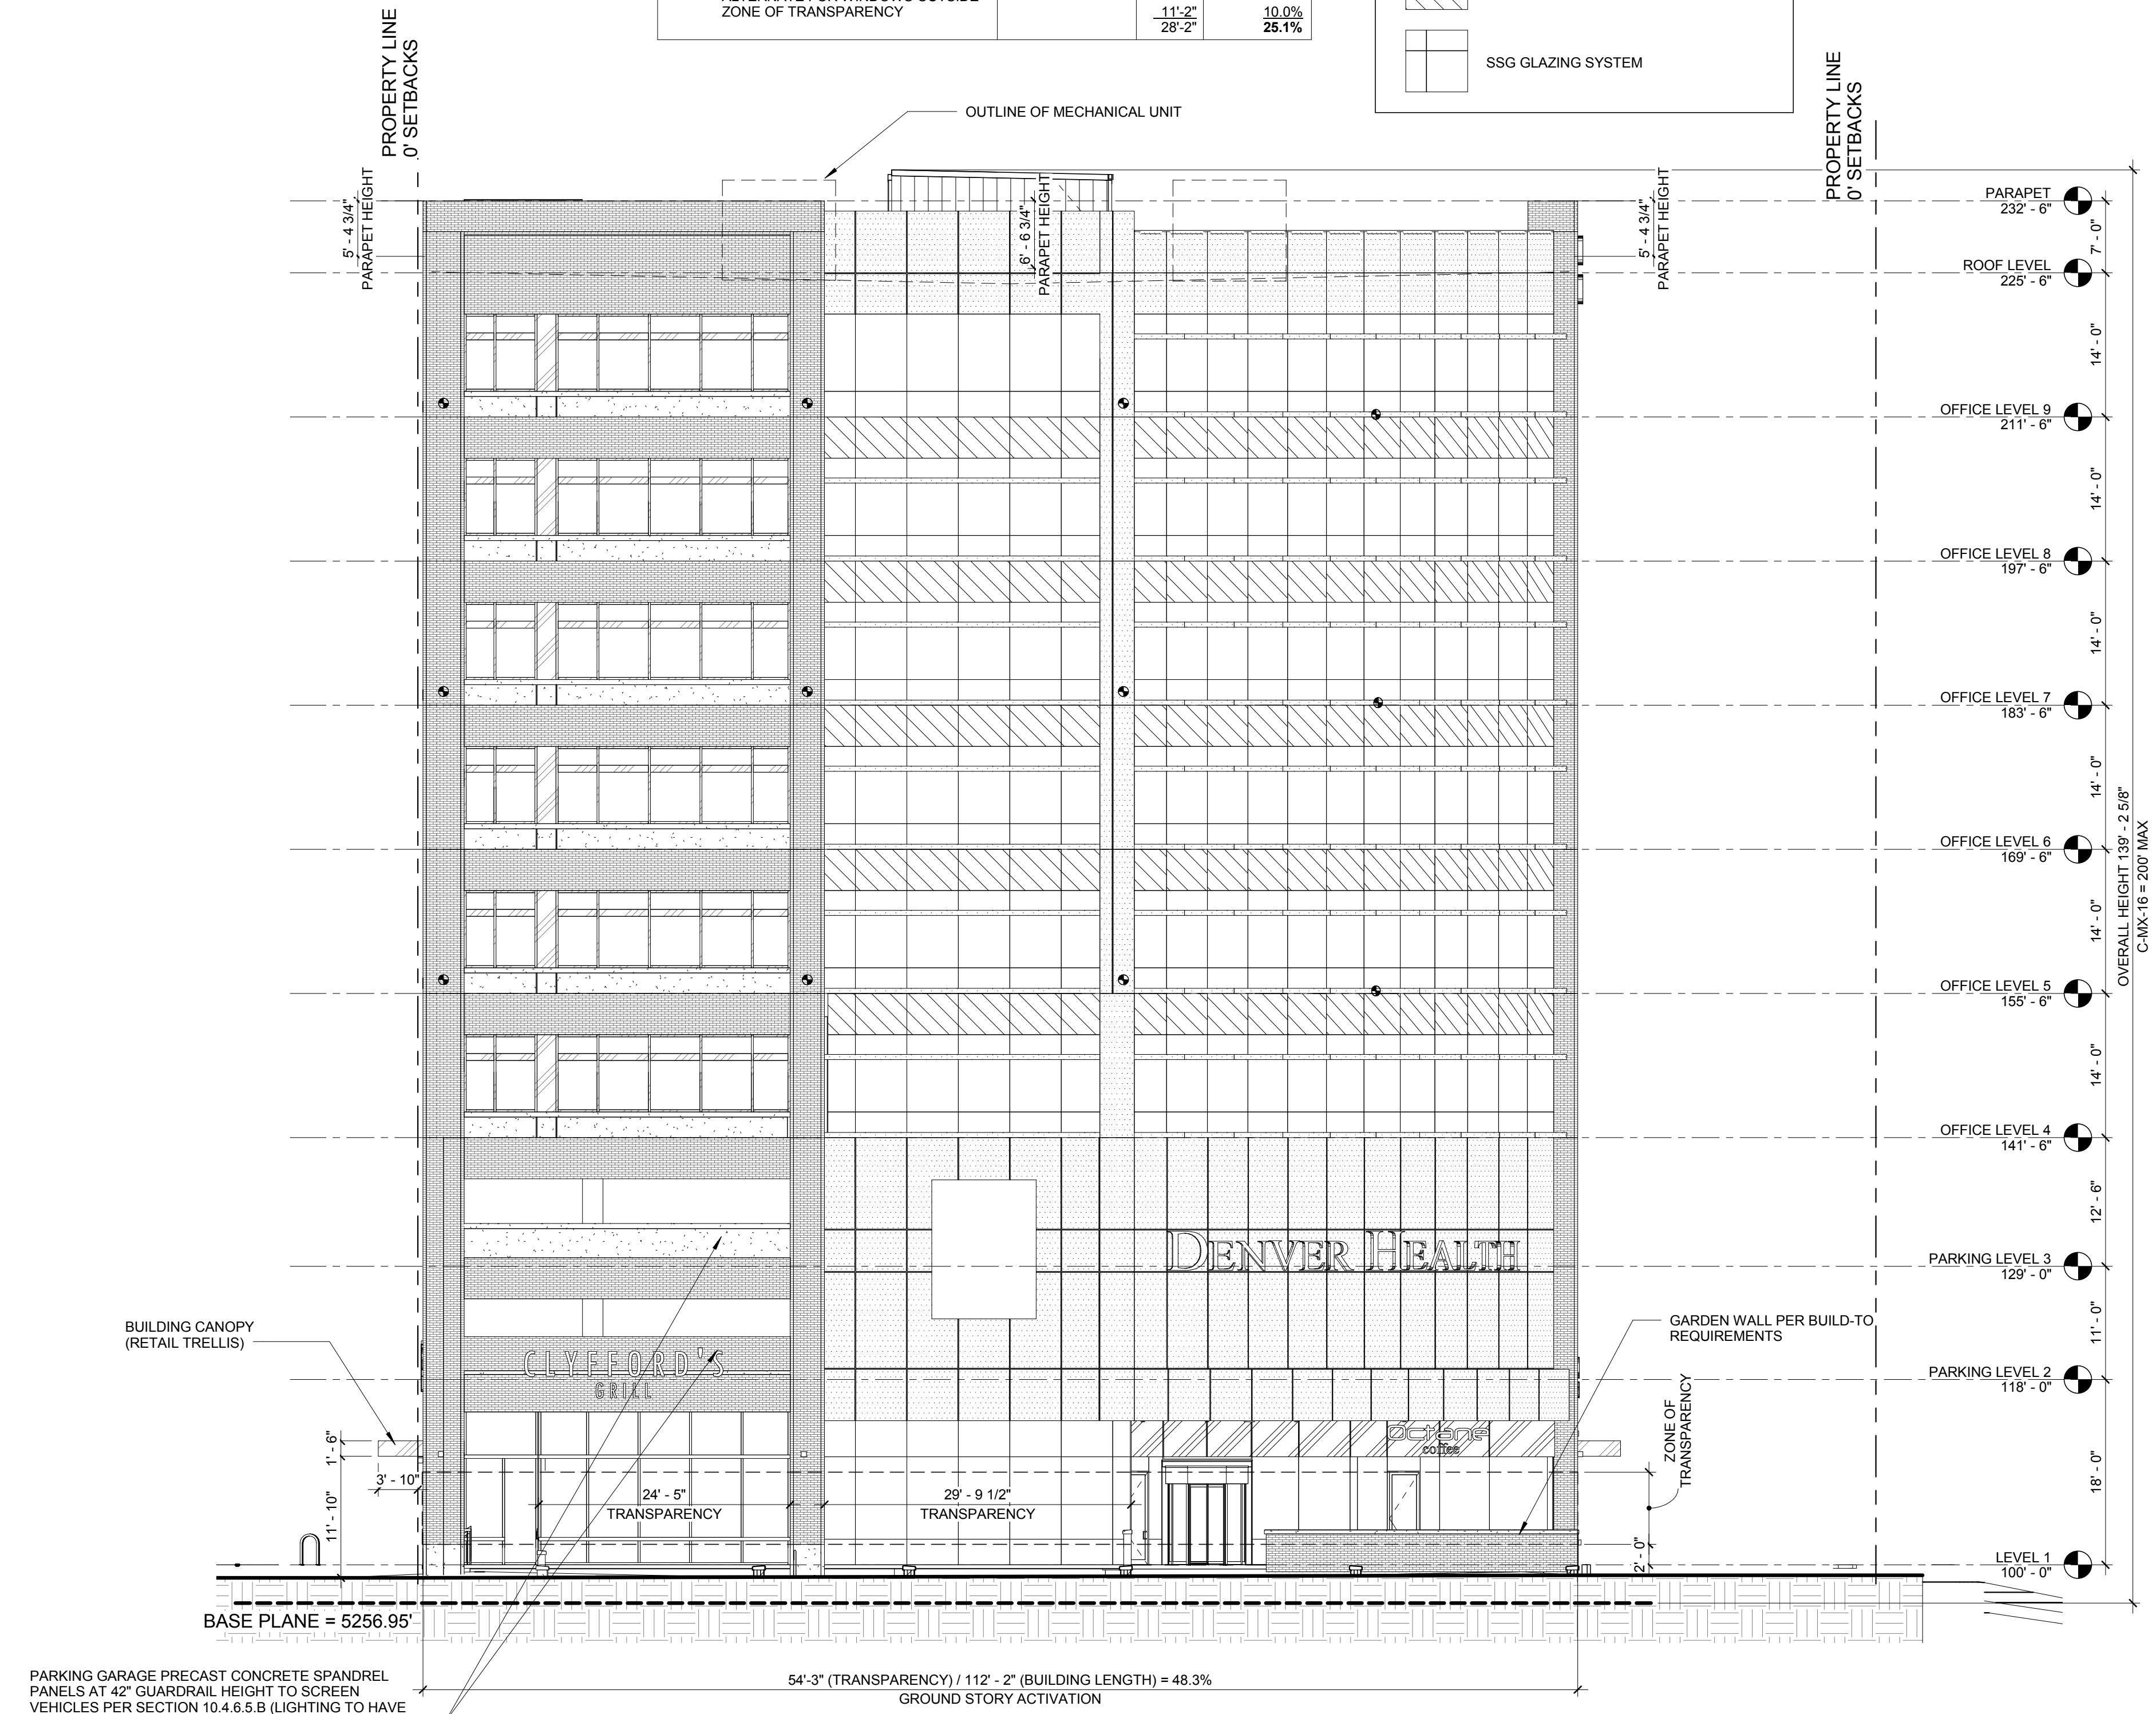 ZONE OF TRANSPARENCY
11'-2"
10.0%
28'-2"
25.1%
SSG GLAZING SYSTEM
PROPERTY LINE
0' SETBACKS
OUTLINE OF MECHANICAL UNIT
PROPERTY LINE
0' SETBACKS
5' - 4 3/4"
PARAPET HEIGHT
6' - 6 3/4"
PARAPET HEIGHT
5' - 4 3/4"
PARAPET HEIGHT
PARAPET
232' - 6"
7' - 0"
ROOF LEVEL
225' - 6"
14' - 0"
OFFICE LEVEL 9
211' - 6"
14' - 0"
OFFICE LEVEL 8
197' - 6"
14' - 0"
OFFICE LEVEL 7
183' - 6"
14' - 0"
OFFICE LEVEL 6
169' - 6"
14' - 0"
OFFICE LEVEL 5
155' - 6"
14' - 0"
OFFICE LEVEL 4
141' - 6"
12' - 6"
PARKING LEVEL 3
129' - 0"
11' - 0"
PARKING LEVEL 2
118' - 0"
18' - 0"
LEVEL 1
100' - 0"
OVERALL HEIGHT 139' - 2 5/8"
C-MX-16 = 200' MAX
DENVER HEALTH
BUILDING CANOPY
(RETAIL TRELLIS)
CLYFFORD'S
GRILL
GARDEN WALL PER BUILD-TO
REQUIREMENTS
Octane
coffee
ZONE OF
TRANSPARENCY
1' - 6"
3' - 10"
11' - 10"
24' - 5"
TRANSPARENCY
29' - 9 1/2"
TRANSPARENCY
2' - 0"
BASE PLANE = 5256.95'
PARKING GARAGE PRECAST CONCRETE SPANDREL
PANELS AT 42" GUARDRAIL HEIGHT TO SCREEN
VEHICLES PER SECTION 10.4.6.5.B (LIGHTING TO HAVE
54'-3" (TRANSPARENCY) / 112' - 2" (BUILDING LENGTH) = 48.3%
GROUND STORY ACTIVATION